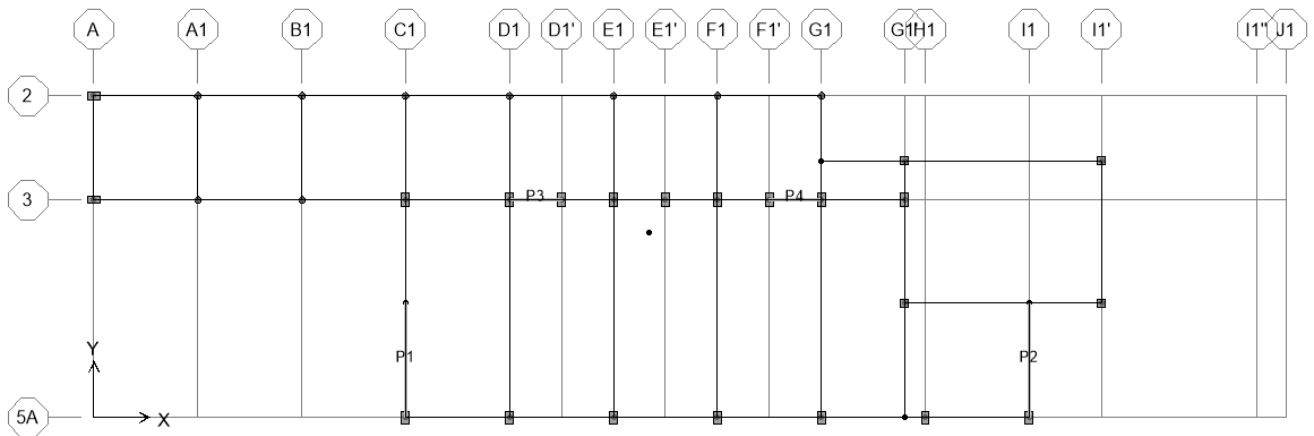 A A1 B1 C1 D1 D1' E1 E1' F1 F1' G1 G1' H1 I1 I1' I1" J1
2
3 P3 P4
Y P1 P2
5A X